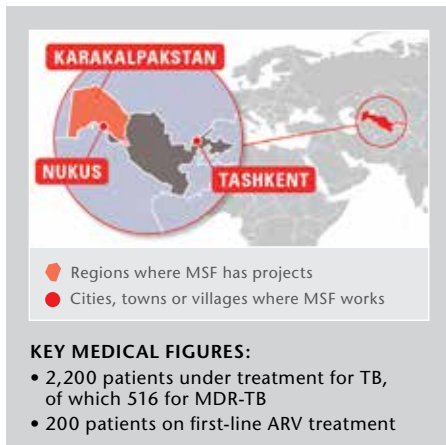 KARAKALPAKSTAN
NUKUS
TASHKENT
Regions where MSF has projects
Cities, towns or villages where MSF works
KEY MEDICAL FIGURES:
• 2,200 patients under treatment for TB,
of which 516 for MDR-TB
• 200 patients on first-line ARV treatment